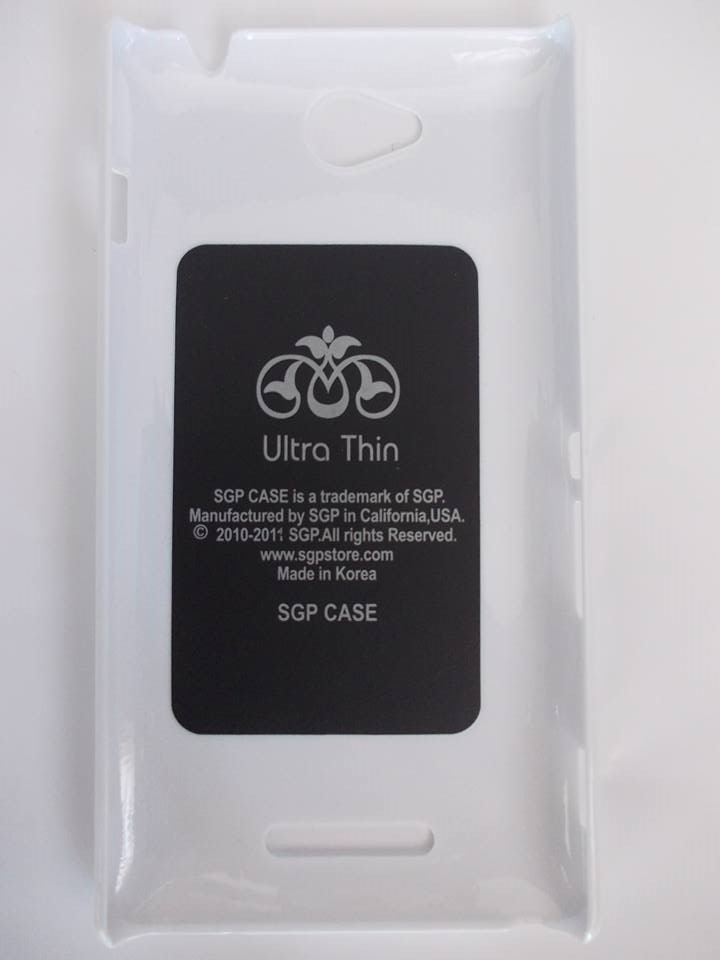 Ultra Thin
SGP CASE is a trademark of SGP.
Manufactured by SGP in California,USA.
© 2010-2011 SGP.All rights Reserved.
www.sgpstore.com
Made in Korea
SGP CASE